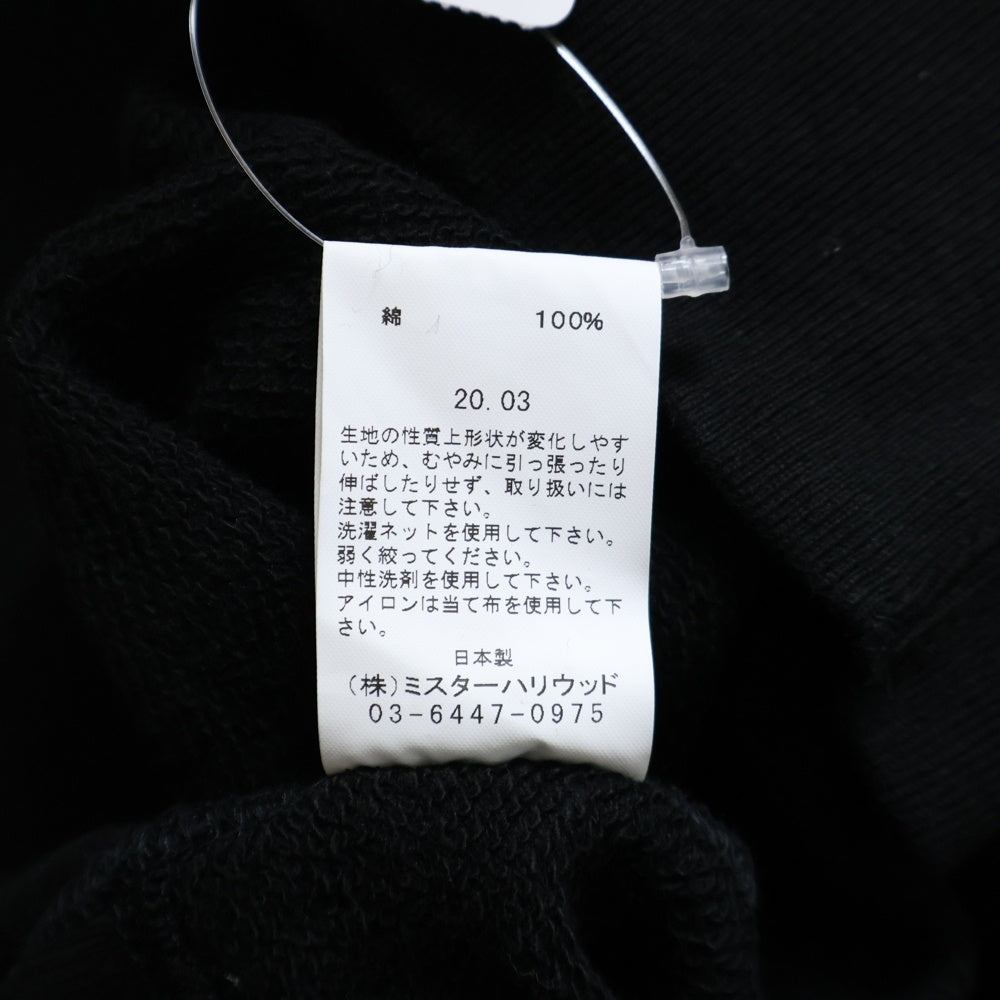 綿 100%
20.03
生地の性質上形状が変化しやす
いため、むやみに引っ張ったり
伸ばしたりせず、取り扱いには
注意して下さい。
洗濯ネットを使用して下さい。
弱く絞ってください。
中性洗剤を使用して下さい。
アイロンは当て布を使用して下
さい。
日本製
(株)ミスターハリウッド
03-6447-0975